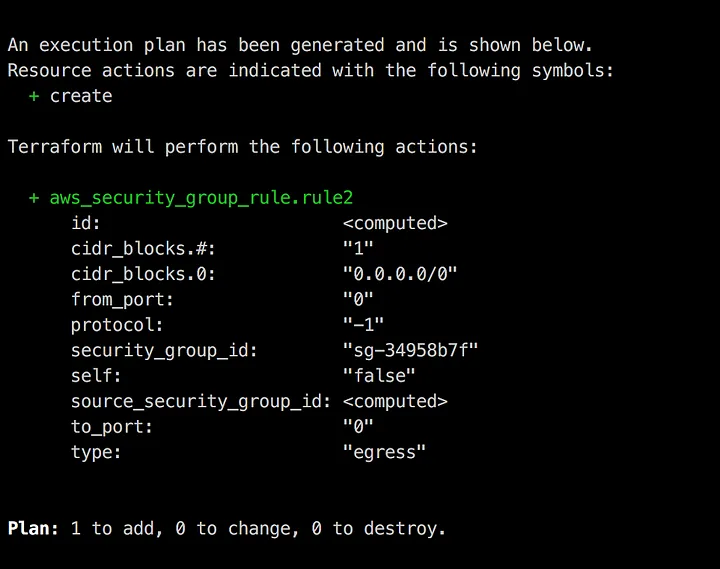 An execution plan has been generated and is shown below.
Resource actions are indicated with the following symbols:
+ create
Terraform will perform the following actions:
+ aws_security_group_rule.rule2
id: <computed>
cidr_blocks.#: "1"
cidr_blocks.0: "0.0.0.0/0"
from_port: "0"
protocol: "-1"
security_group_id: "sg-34958b7f"
self: "false"
source_security_group_id: <computed>
to_port: "0"
type: "egress"
Plan: 1 to add, 0 to change, 0 to destroy.